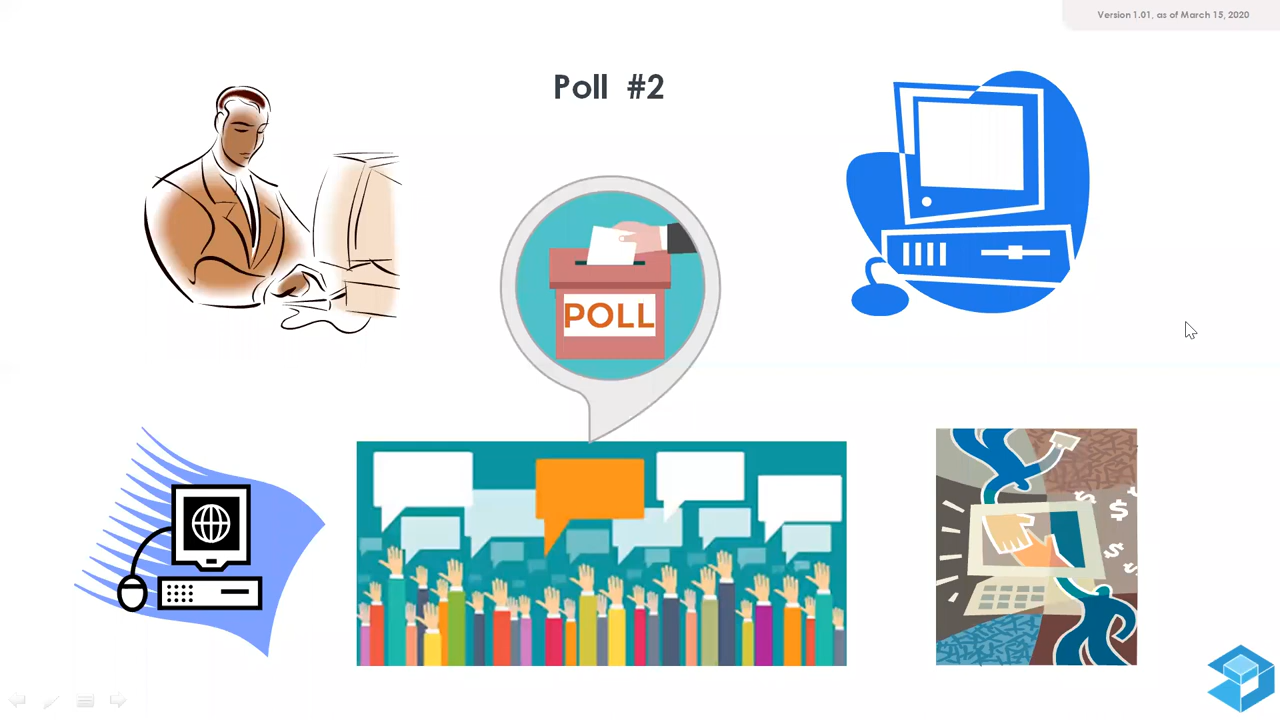 Version 1.01, as of March 15, 2020
Poll #2
POLL
$
$
$
$